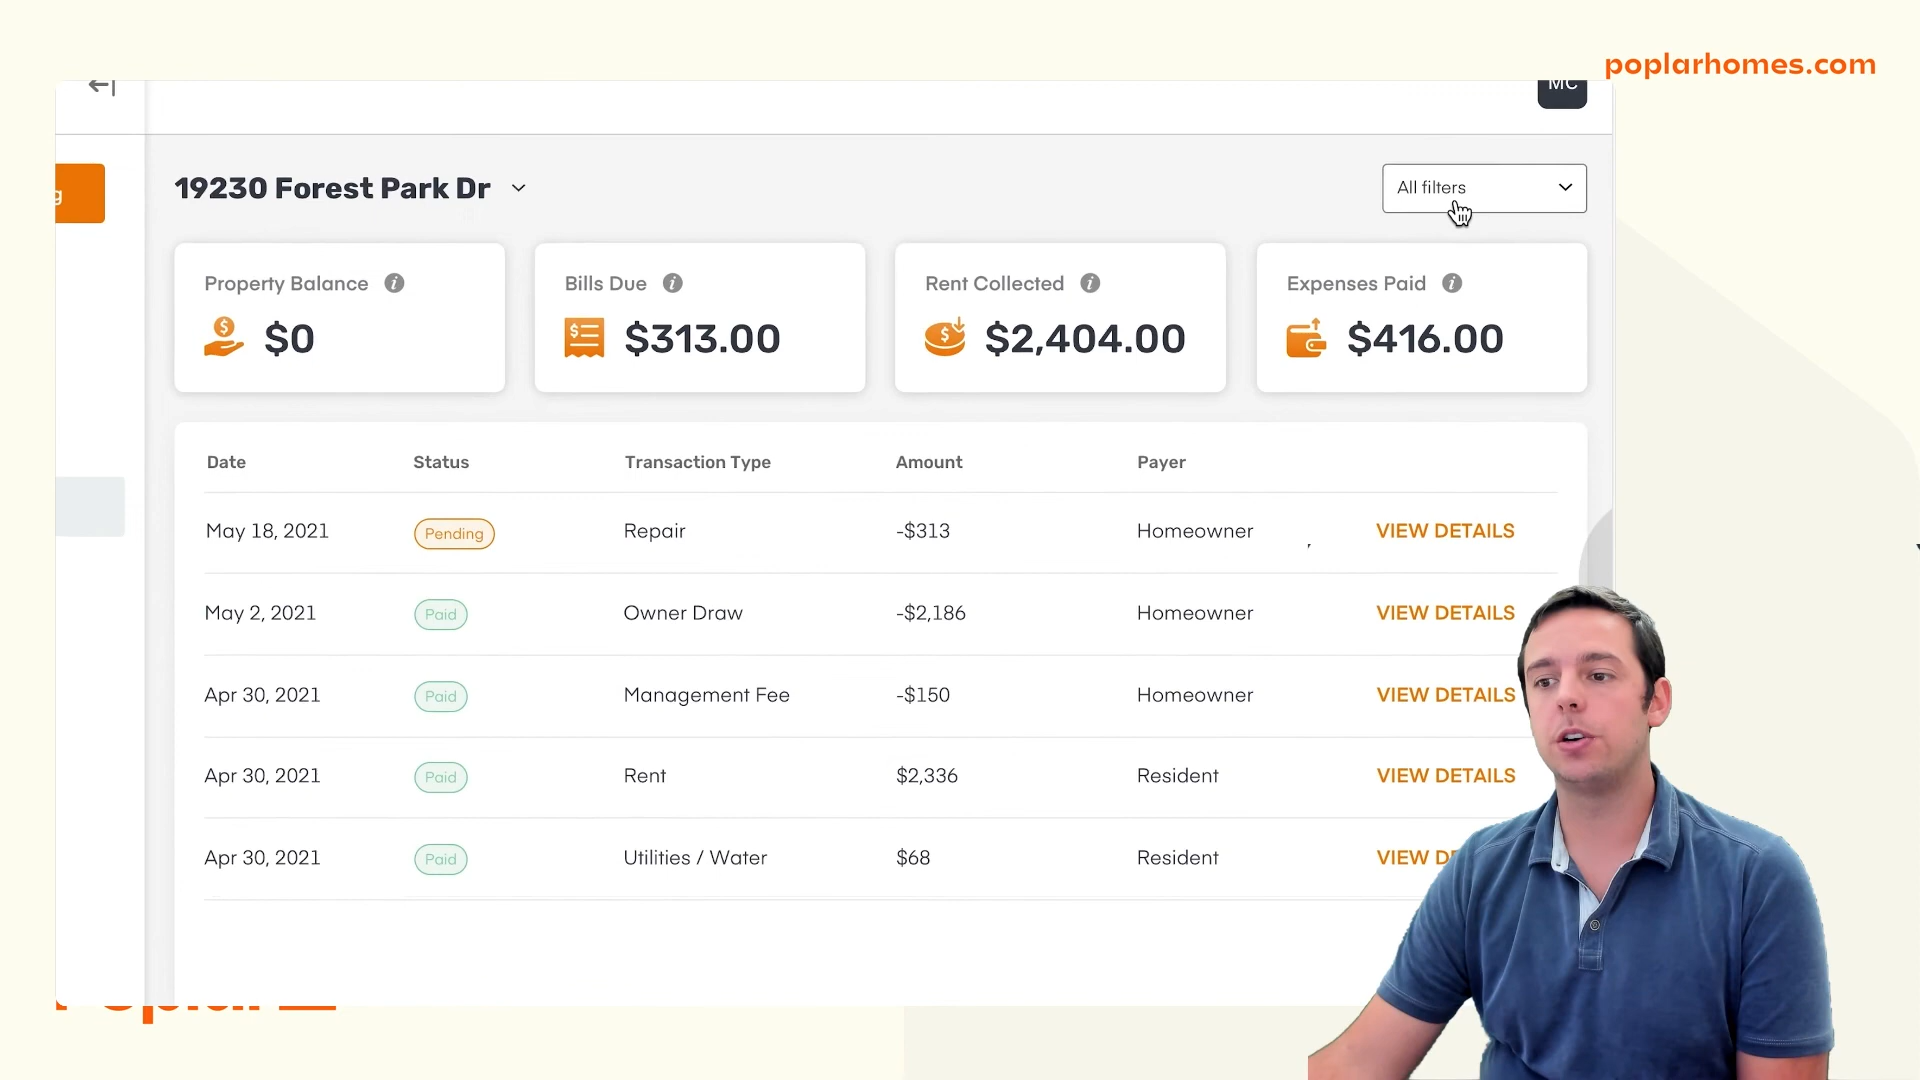 poplarhomes.com
MC
g
19230 Forest Park Dr
All filters
Property Balance
$0
Bills Due
$313.00
Rent Collected
$2,404.00
Expenses Paid
$416.00
Date Status Transaction Type Amount Payer
May 18, 2021 Pending Repair -$313 Homeowner VIEW DETAILS
May 2, 2021 Paid Owner Draw -$2,186 Homeowner VIEW DETAILS
Apr 30, 2021 Paid Management Fee -$150 Homeowner VIEW DETAILS
Apr 30, 2021 Paid Rent $2,336 Resident VIEW DETAILS
Apr 30, 2021 Paid Utilities / Water $68 Resident VIEW